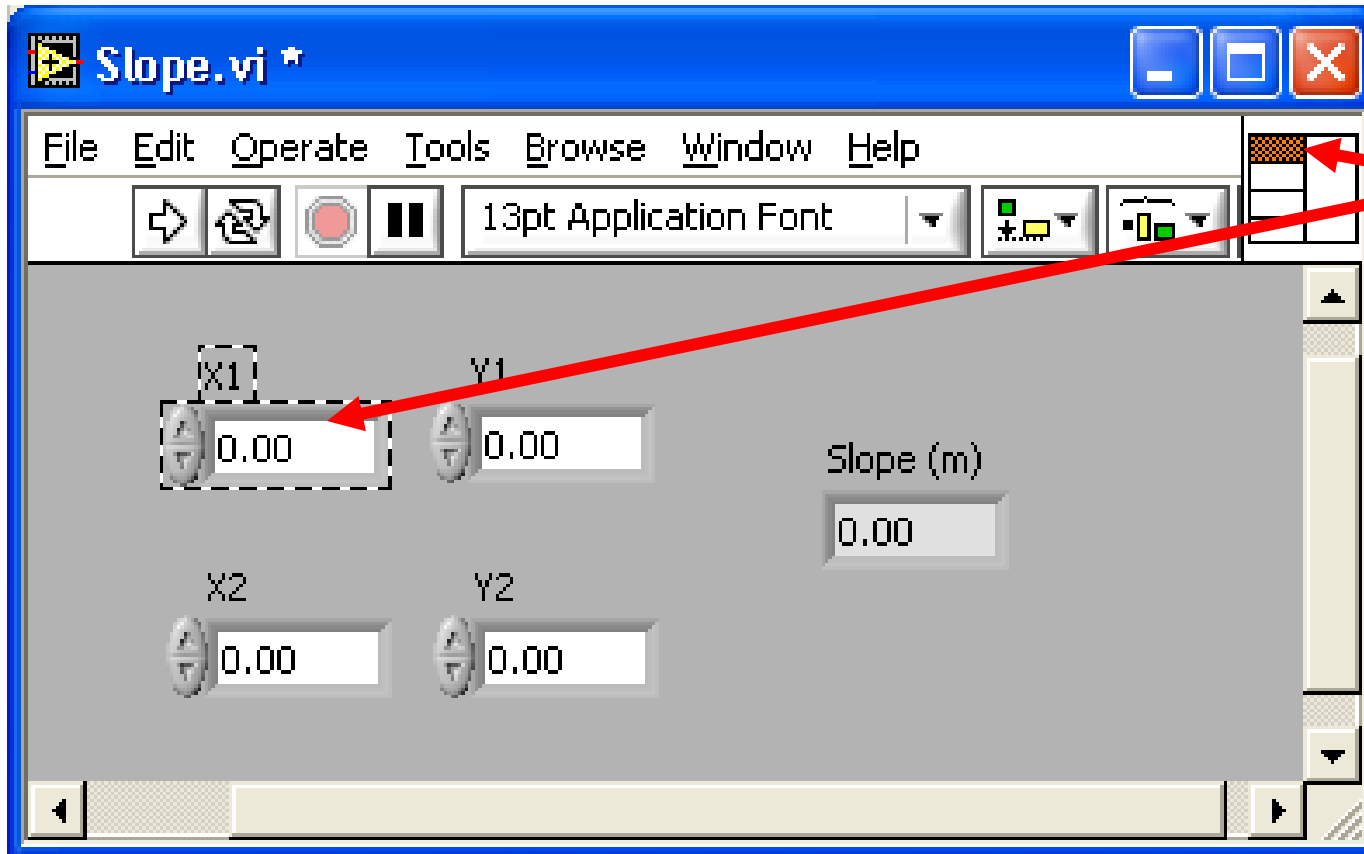 Slope.vi *
File Edit Operate Tools Browse Window Help
13pt Application Font
X1 Y1
0.00 0.00
Slope (m)
0.00
X2 Y2
0.00 0.00